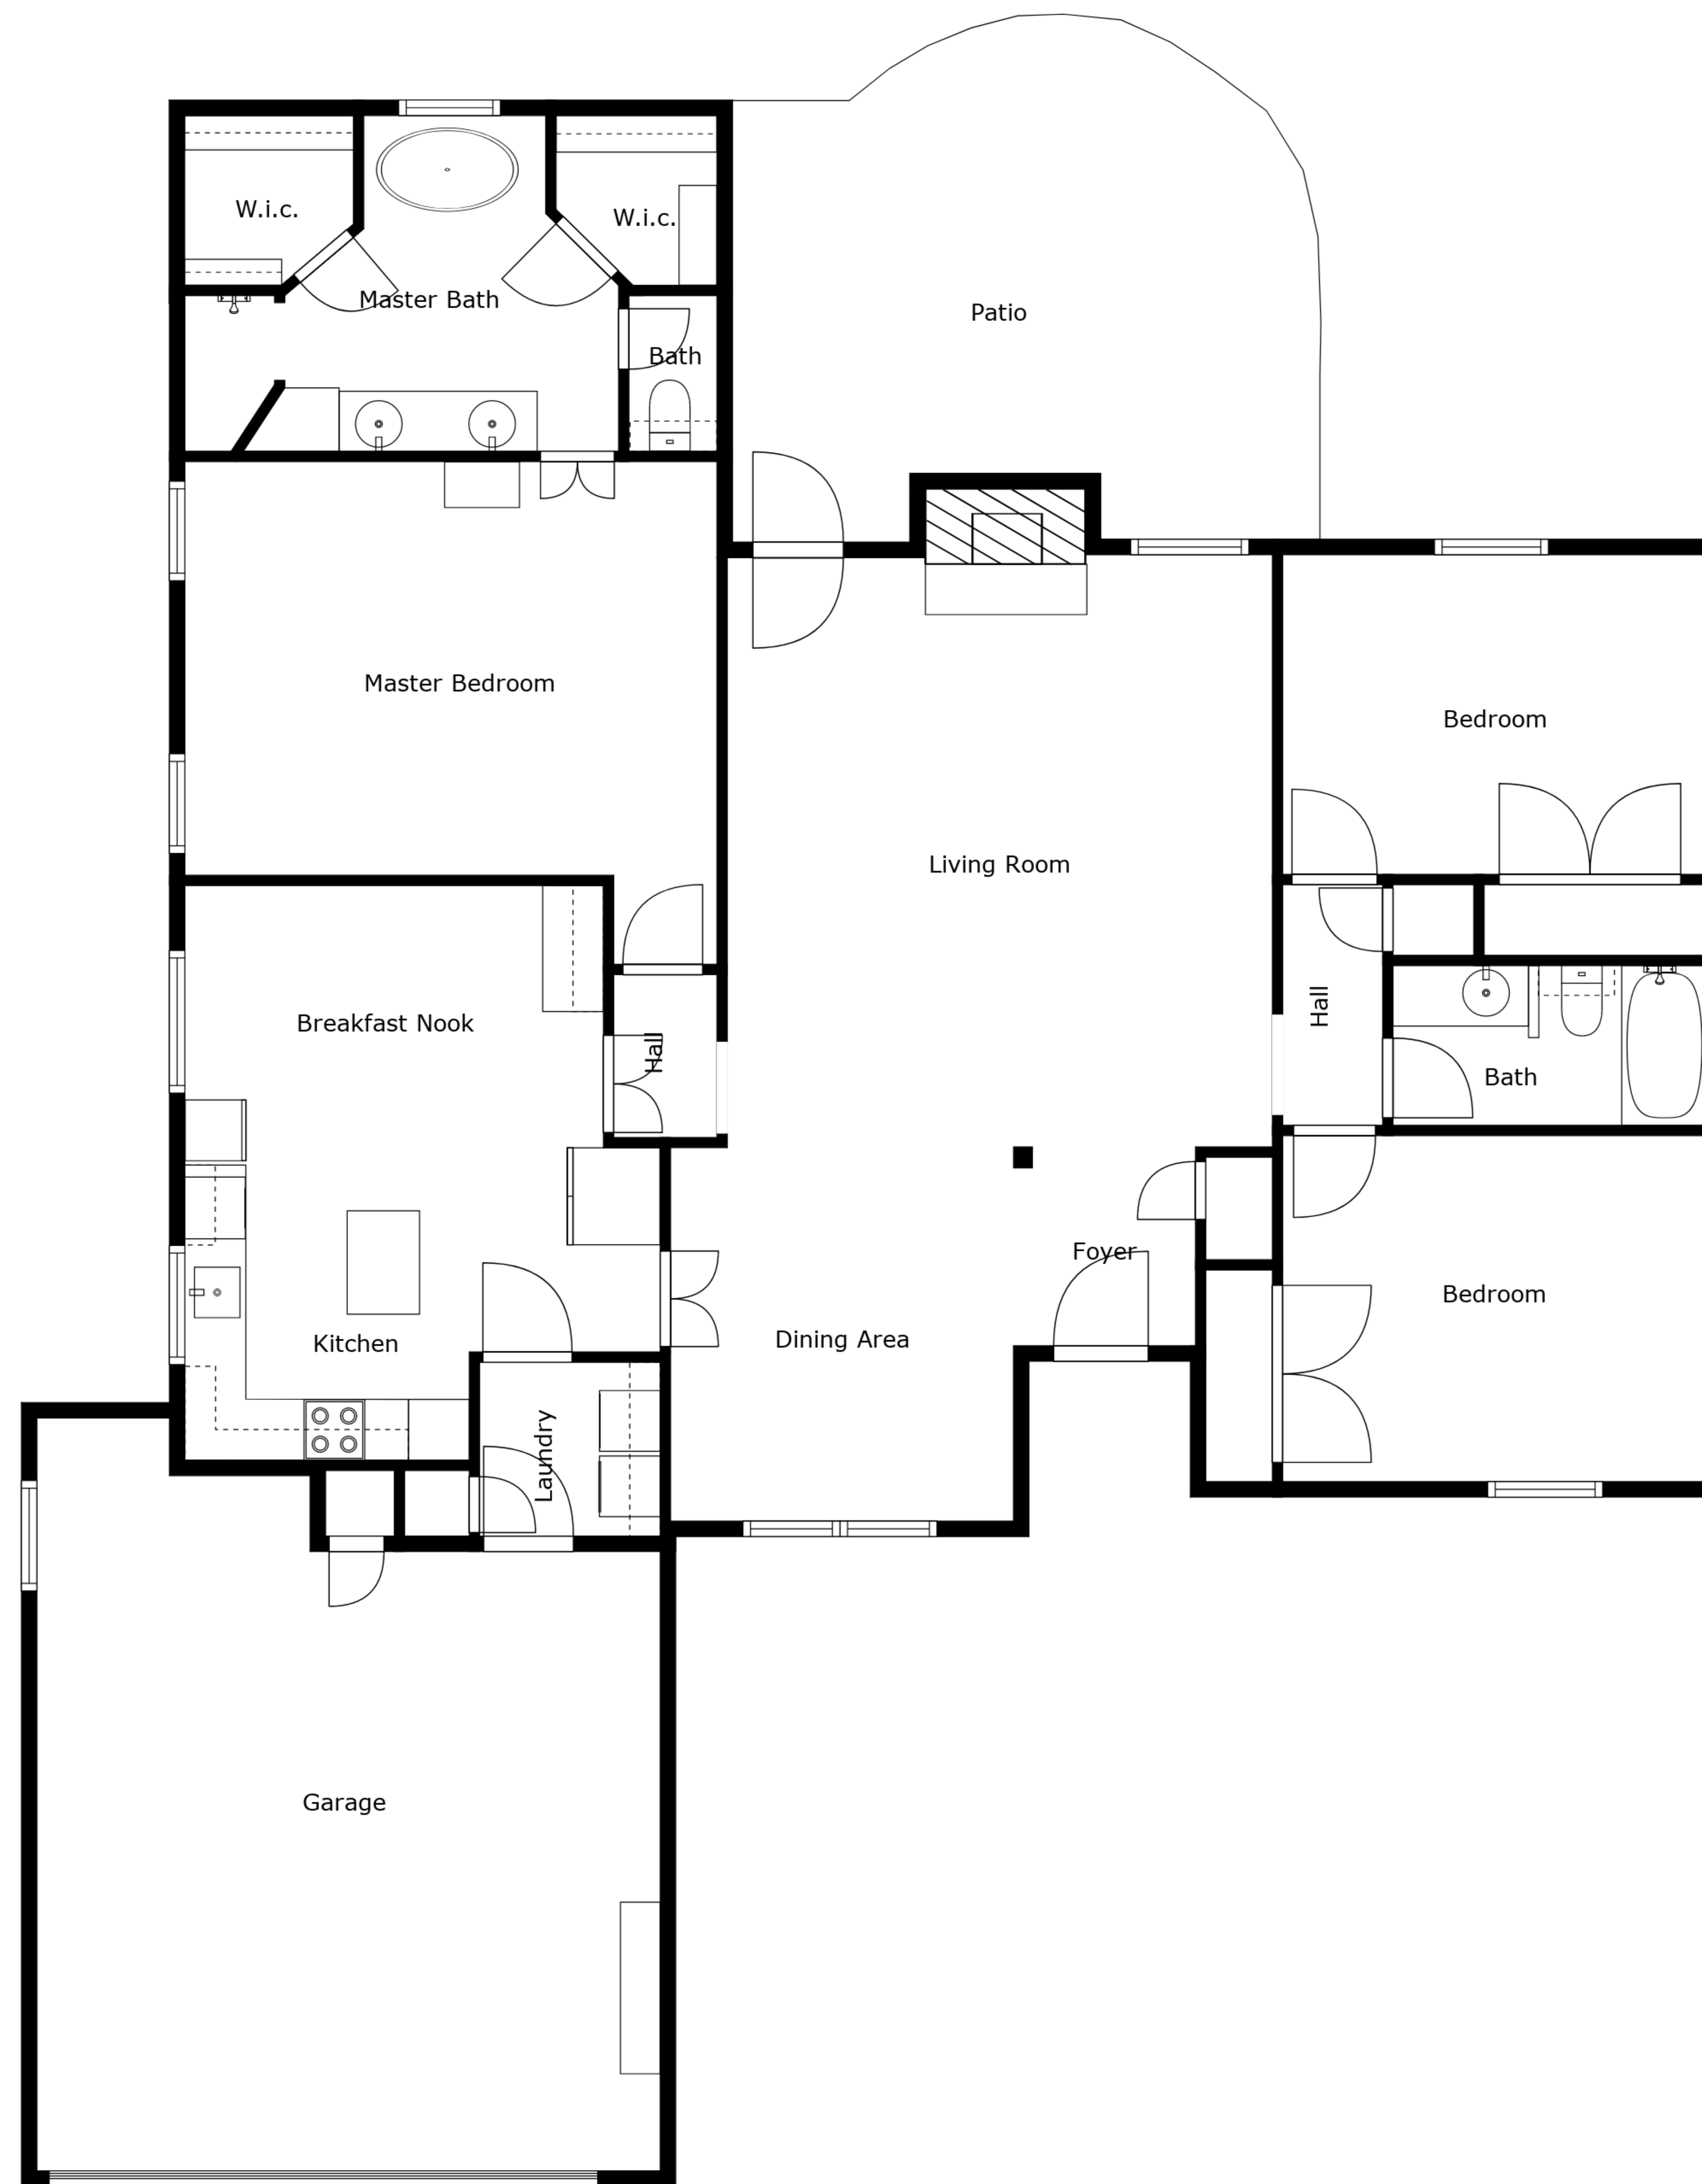 W.i.c.
W.i.c.
Master Bath
Patio
Bath
Master Bedroom
Bedroom
Living Room
Breakfast Nook
Hall
Hall
Bath
Foyer
Bedroom
Dining Area
Kitchen
Laundry
Garage